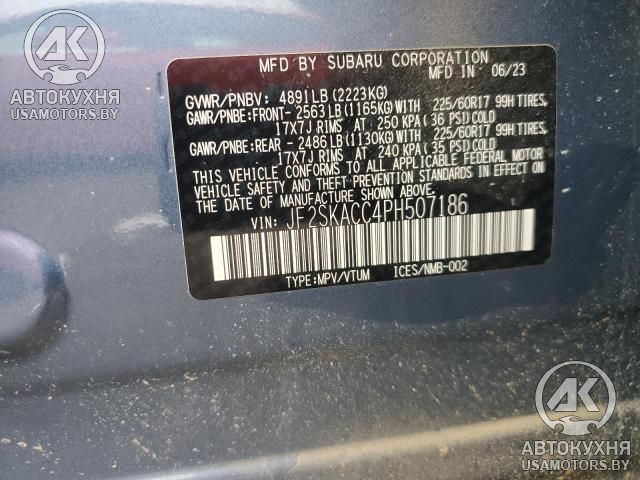 АК
АВТОКУХНЯ
USAMOTORS.BY
MFD BY SUBARU CORPORATION
MFD IN 06/23
GVWR/PNBV: 4891LB(2223KG)
GAWR/PNBE:FRONT- 2563LB(1165KG)WITH 225/60R17 99H TIRES,
17X7J RIMS AT 250 KPA( 36 PSI)COLD
GAWR/PNBE:REAR - 2486LB(1130KG)WITH 225/60R17 99H TIRES,
17X7J RIMS AT 240 KPA( 35 PSI)COLD
THIS VEHICLE CONFORMS TO ALL APPLICABLE FEDERAL MOTOR
VEHICLE SAFETY AND THEFT PREVENTION STANDARDS IN EFFECT ON
THE DATE OF MANUFACTURE SHOWN ABOVE.
VIN: JF2SKACC4PH507186
TYPE:MPV/VTUM ICES/NMB-002
АК
АВТОКУХНЯ
USAMOTORS.BY